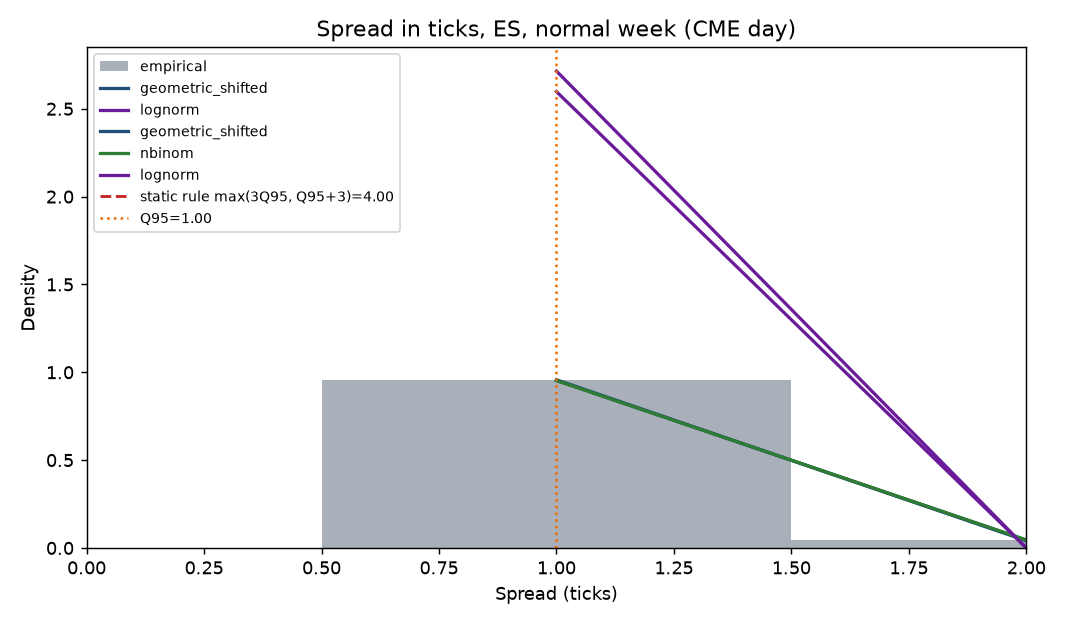 Spread in ticks, ES, normal week (CME day)
empirical
geometric_shifted
lognorm
geometric_shifted
nbinom
lognorm
static rule max(3Q95, Q95+3)=4.00
Q95=1.00
Density
2.5
2.0
1.5
1.0
0.5
0.0
0.00 0.25 0.50 0.75 1.00 1.25 1.50 1.75 2.00
Spread (ticks)